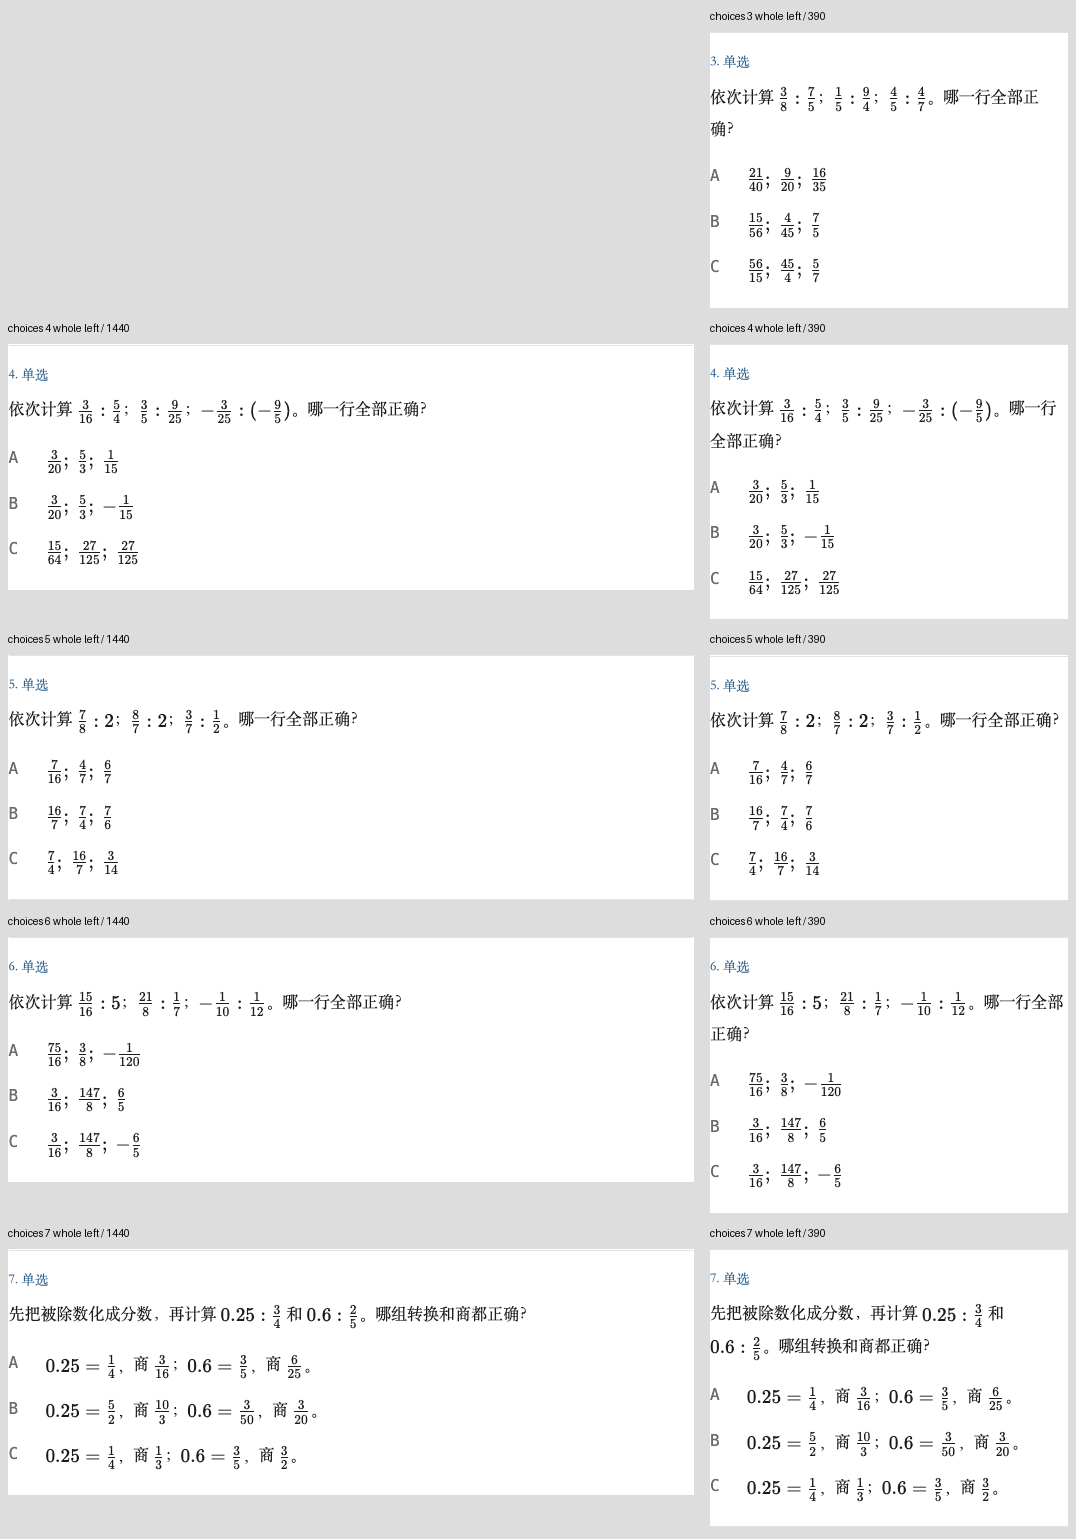 choices 3 whole left / 390
3. 单选
依次计算 3/8 : 7/5； 1/5 : 9/4； 4/5 : 4/7。哪一行全部正
确？
A 21/40; 9/20; 16/35
B 15/56; 4/45; 7/5
C 56/15; 45/4; 5/7
choices 4 whole left / 1440
4. 单选
依次计算 3/16 : 5/4； 3/5 : 9/25； −3/25 : (−9/5)。哪一行全部正确？
A 3/20; 5/3; 1/15
B 3/20; 5/3; −1/15
C 15/64; 27/125; 27/125
choices 4 whole left / 390
4. 单选
依次计算 3/16 : 5/4； 3/5 : 9/25； −3/25 : (−9/5)。哪一行
全部正确？
A 3/20; 5/3; 1/15
B 3/20; 5/3; −1/15
C 15/64; 27/125; 27/125
choices 5 whole left / 1440
5. 单选
依次计算 7/8 : 2； 8/7 : 2； 3/7 : 1/2。哪一行全部正确？
A 7/16; 4/7; 6/7
B 16/7; 7/4; 7/6
C 7/4; 16/7; 3/14
choices 5 whole left / 390
5. 单选
依次计算 7/8 : 2； 8/7 : 2； 3/7 : 1/2。哪一行全部正确？
A 7/16; 4/7; 6/7
B 16/7; 7/4; 7/6
C 7/4; 16/7; 3/14
choices 6 whole left / 1440
6. 单选
依次计算 15/16 : 5； 21/8 : 1/7； −1/10 : 1/12。哪一行全部正确？
A 75/16; 3/8; −1/120
B 3/16; 147/8; 6/5
C 3/16; 147/8; −6/5
choices 6 whole left / 390
6. 单选
依次计算 15/16 : 5； 21/8 : 1/7； −1/10 : 1/12。哪一行全部
正确？
A 75/16; 3/8; −1/120
B 3/16; 147/8; 6/5
C 3/16; 147/8; −6/5
choices 7 whole left / 1440
7. 单选
先把被除数化成分数，再计算 0.25 : 3/4 和 0.6 : 2/5。哪组转换和商都正确？
A 0.25 = 1/4，商 3/16；0.6 = 3/5，商 6/25。
B 0.25 = 5/2，商 10/3；0.6 = 3/50，商 3/20。
C 0.25 = 1/4，商 1/3；0.6 = 3/5，商 3/2。
choices 7 whole left / 390
7. 单选
先把被除数化成分数，再计算 0.25 : 3/4 和
0.6 : 2/5。哪组转换和商都正确？
A 0.25 = 1/4，商 3/16；0.6 = 3/5，商 6/25。
B 0.25 = 5/2，商 10/3；0.6 = 3/50，商 3/20。
C 0.25 = 1/4，商 1/3；0.6 = 3/5，商 3/2。